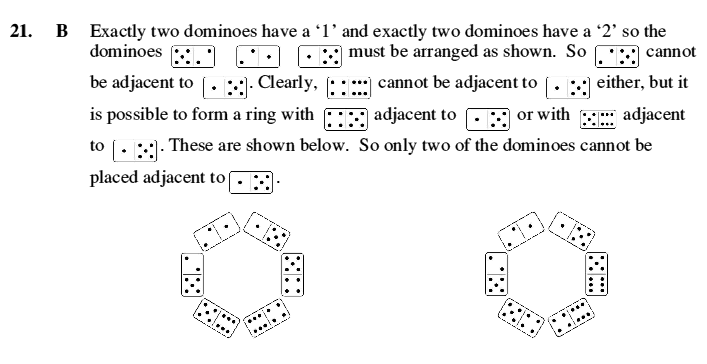 21. B Exactly two dominoes have a ‘1’ and exactly two dominoes have a ‘2’ so the
dominoes must be arranged as shown. So cannot
be adjacent to . Clearly, cannot be adjacent to either, but it
is possible to form a ring with adjacent to or with adjacent
to . These are shown below. So only two of the dominoes cannot be
placed adjacent to .